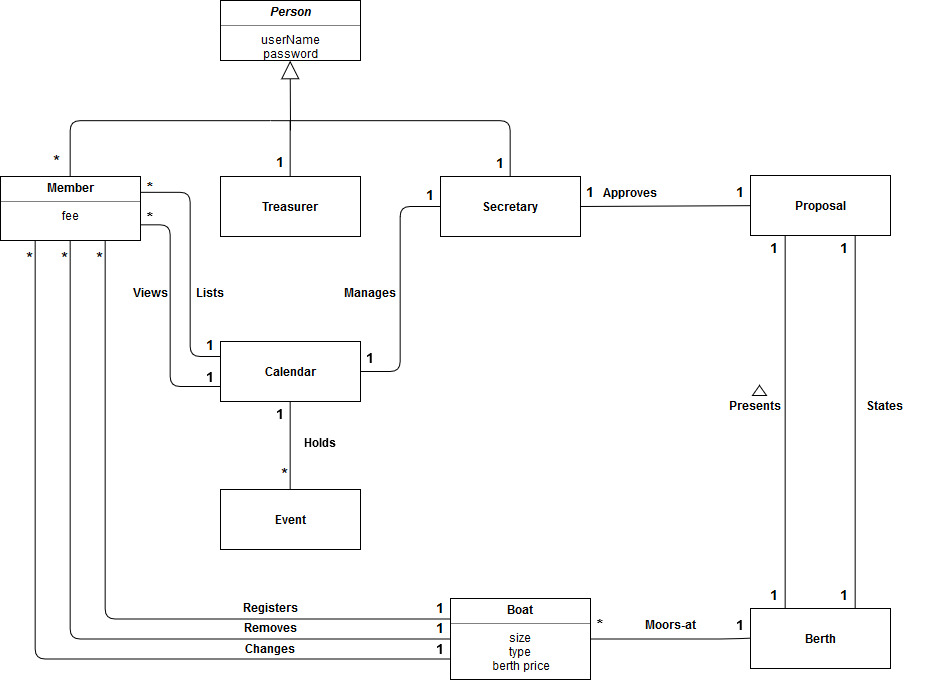 Person
userName
password
*
1
1
Member
fee
*
*
Treasurer
1
Secretary
1
Approves
1
Proposal
*
*
*
1
1
Views
Lists
Manages
1
1
1
Calendar
1
Holds
*
Presents
States
Event
Registers
1
Removes
1
Changes
1
Boat
size
type
berth price
*
Moors-at
1
1
1
Berth